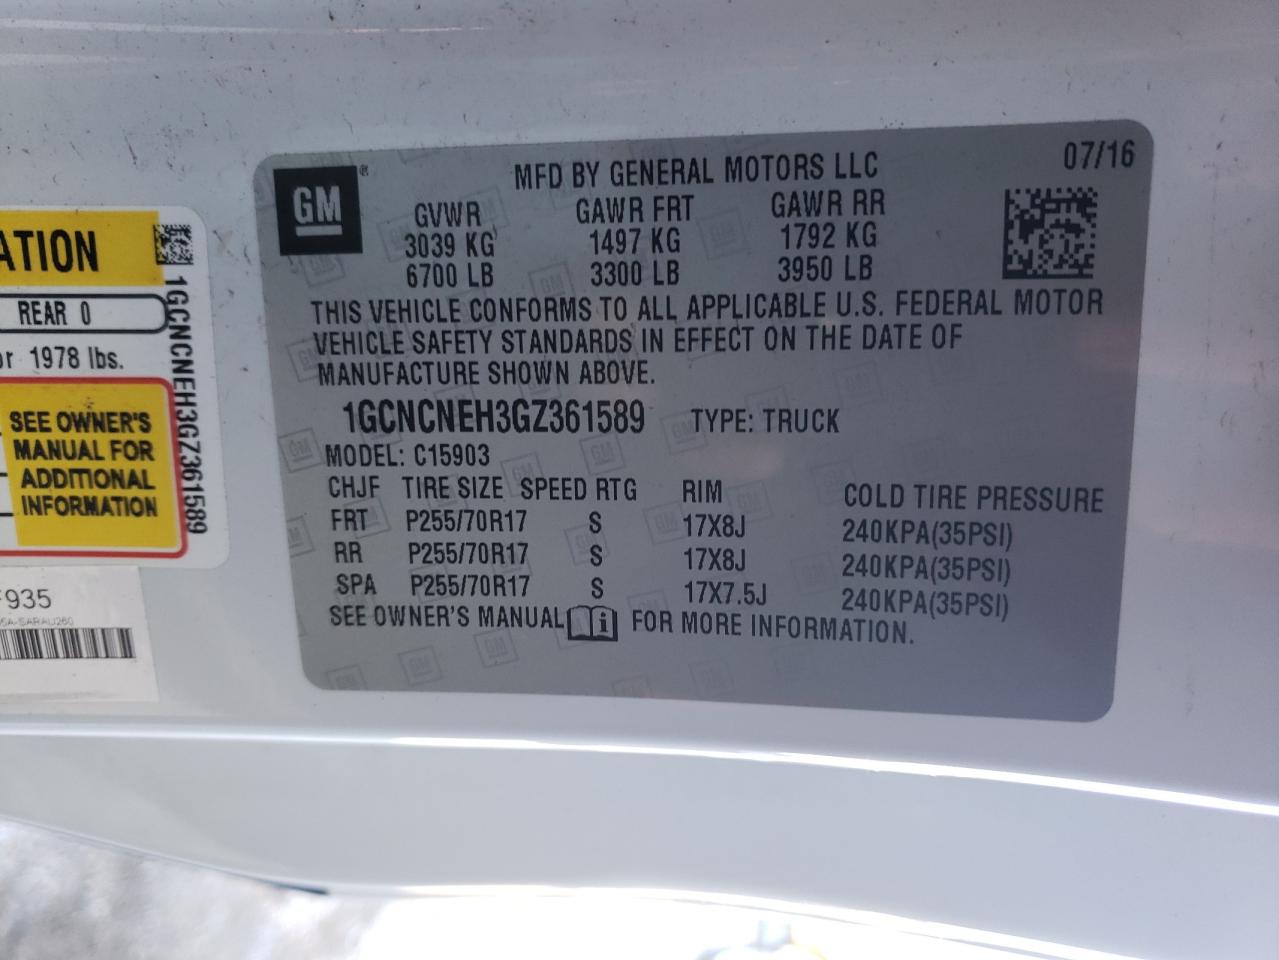 ATION
REAR 0
or 1978 lbs.
SEE OWNER'S
MANUAL FOR
ADDITIONAL
INFORMATION
1GCNCNEH3GZ361589
F935
GM
MFD BY GENERAL MOTORS LLC
07/16
GVWR GAWR FRT GAWR RR
3039 KG 1497 KG 1792 KG
6700 LB 3300 LB 3950 LB
THIS VEHICLE CONFORMS TO ALL APPLICABLE U.S. FEDERAL MOTOR
VEHICLE SAFETY STANDARDS IN EFFECT ON THE DATE OF
MANUFACTURE SHOWN ABOVE.
1GCNCNEH3GZ361589 TYPE: TRUCK
MODEL: C15903
CHJF TIRE SIZE SPEED RTG RIM COLD TIRE PRESSURE
FRT P255/70R17 S 17X8J 240KPA(35PSI)
RR P255/70R17 S 17X8J 240KPA(35PSI)
SPA P255/70R17 S 17X7.5J 240KPA(35PSI)
SEE OWNER'S MANUAL FOR MORE INFORMATION.